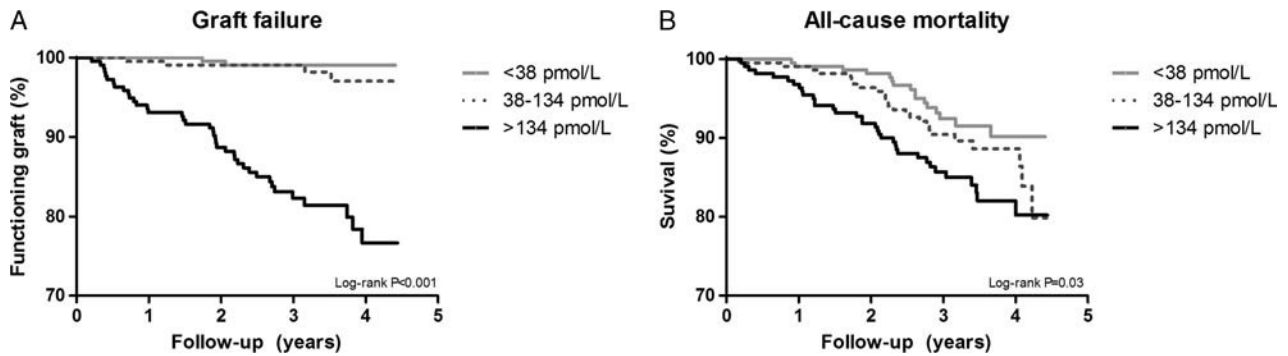 A
Graft failure
Functioning graft (%)
100
90
80
70
0 1 2 3 4 5
Follow-up (years)
Log-rank P<0.001
<38 pmol/L
38-134 pmol/L
>134 pmol/L
B
All-cause mortality
Suvival (%)
100
90
80
70
0 1 2 3 4 5
Follow-up (years)
Log-rank P=0.03
<38 pmol/L
38-134 pmol/L
>134 pmol/L